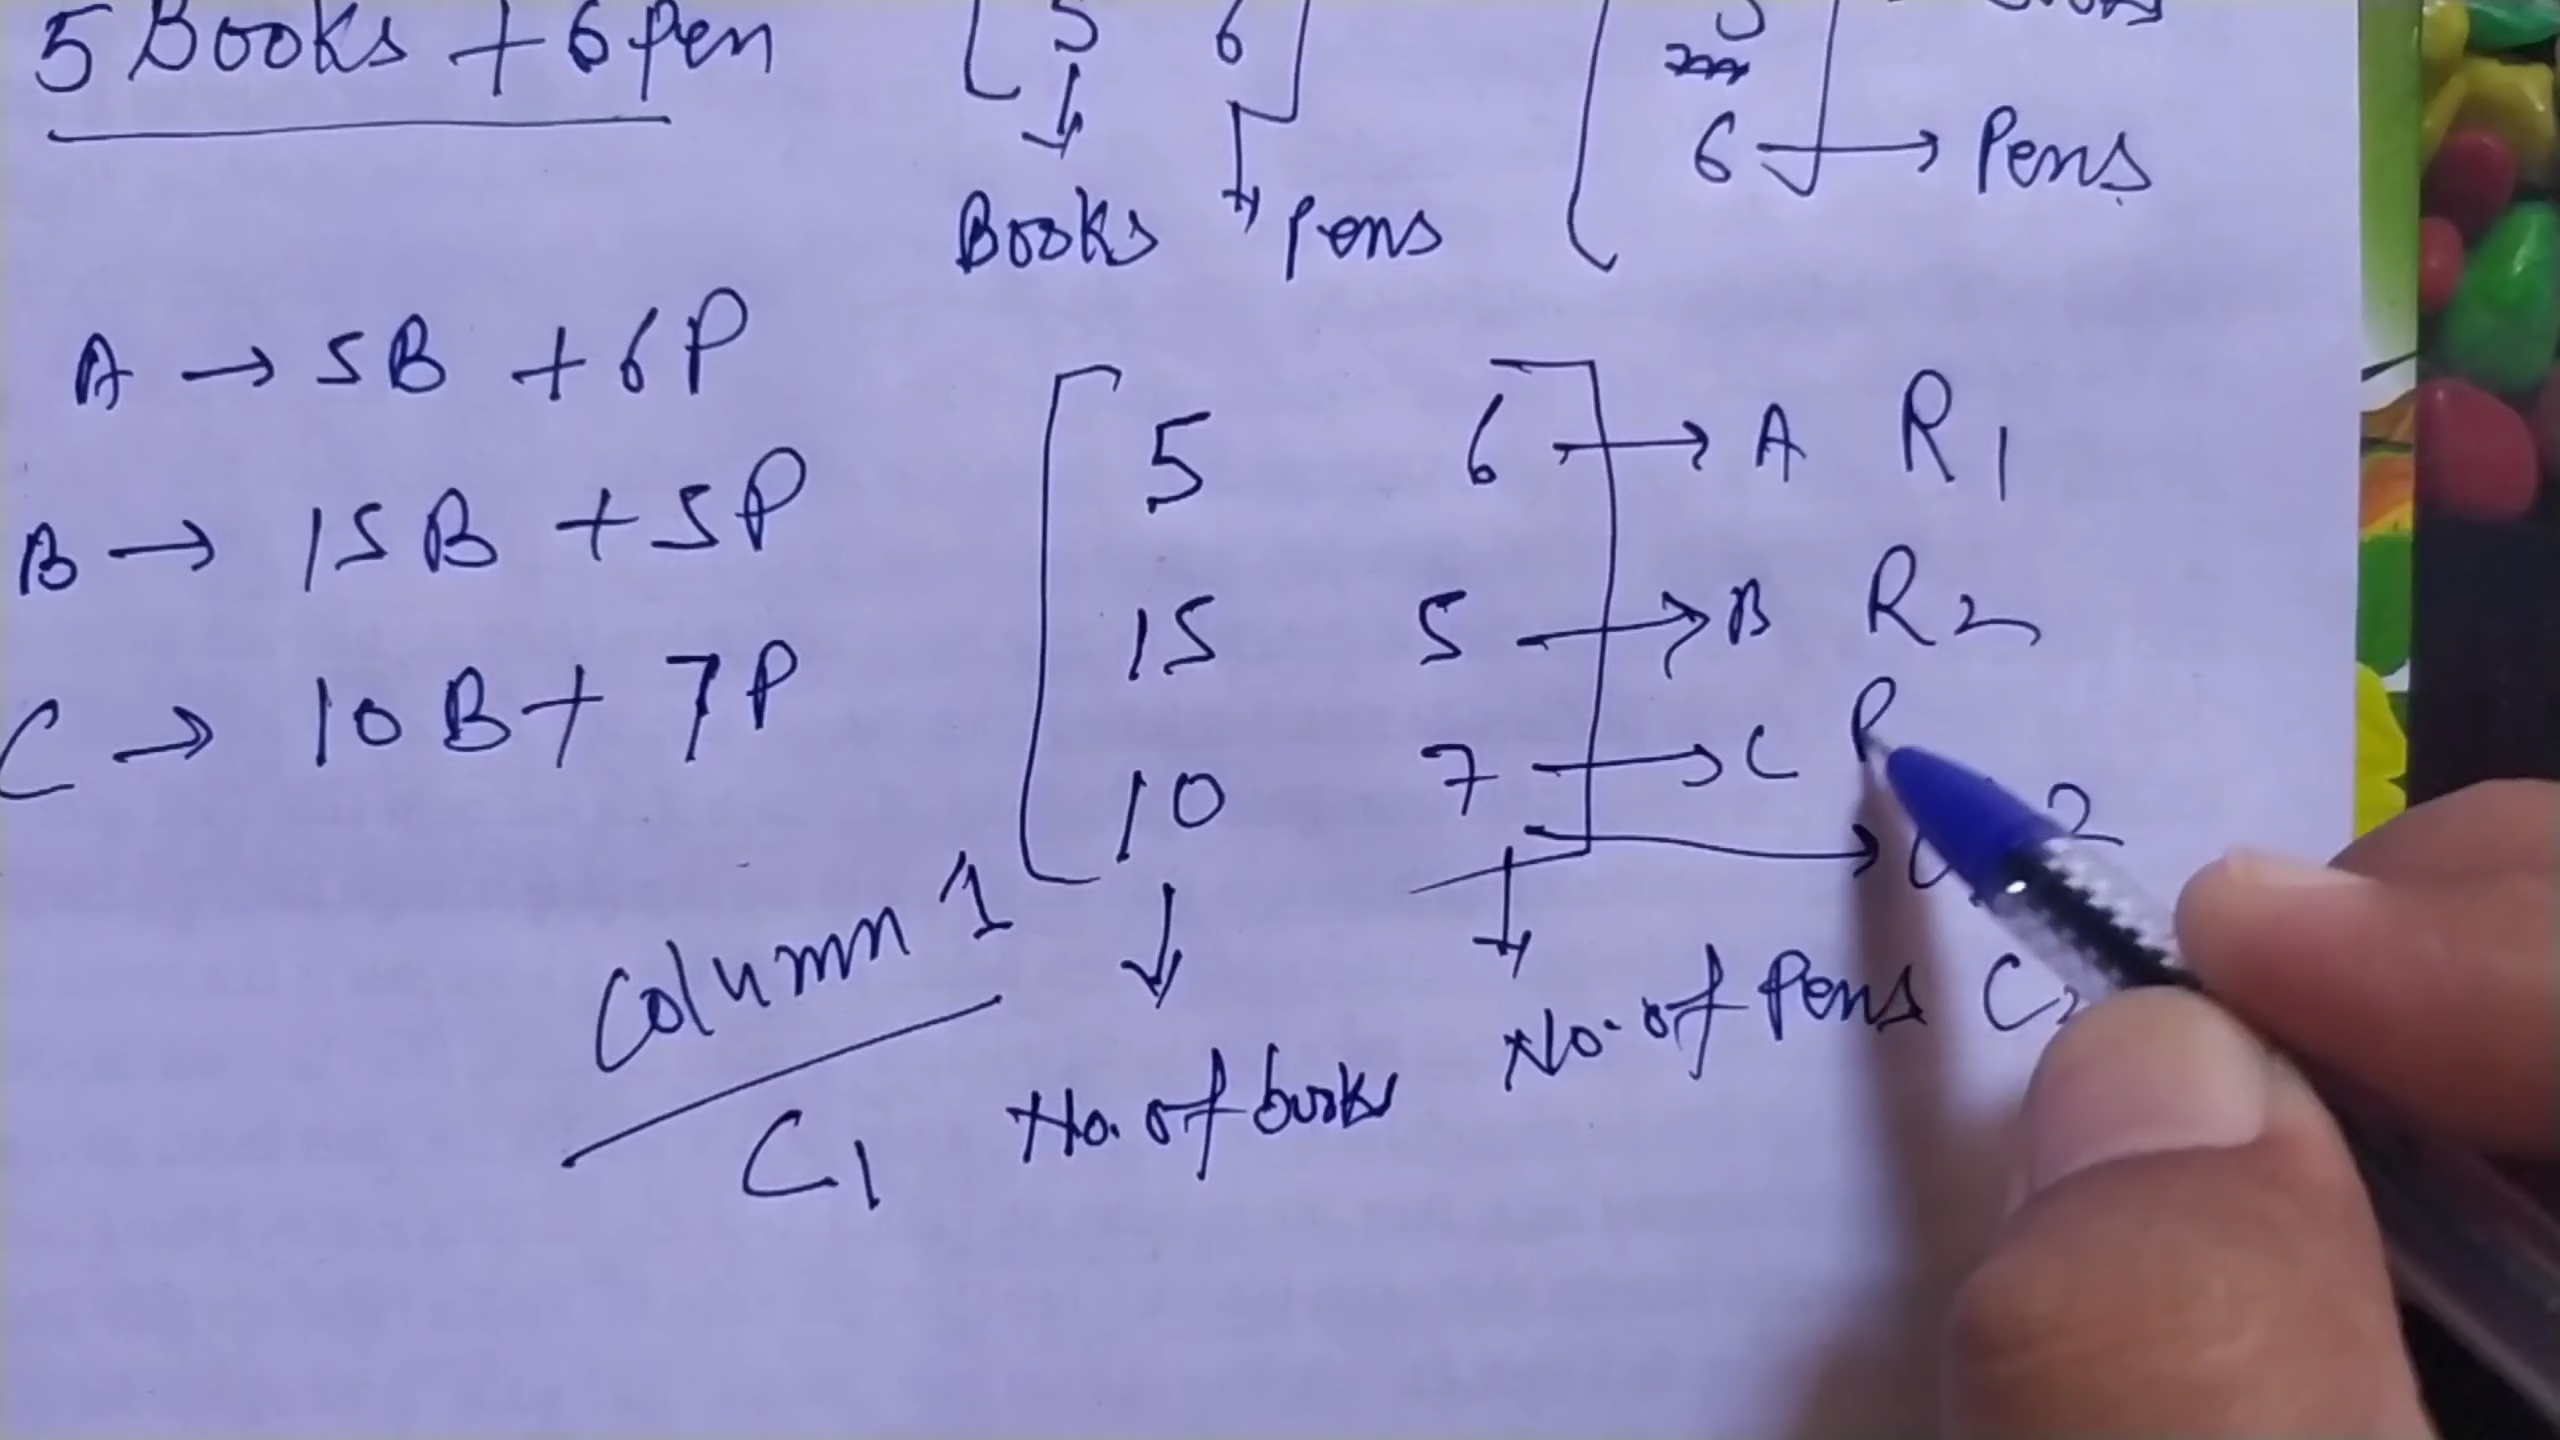 5 Books + 6 pen
[ 5 6 ]
Books Pens
6 → Pens
A → 5B + 6P
B → 15B + 5P
C → 10B + 7P
5 6 → A R1
15 5 → B R2
10 7 → C R
Column 1
C1
No. of books
No. of Pens C2